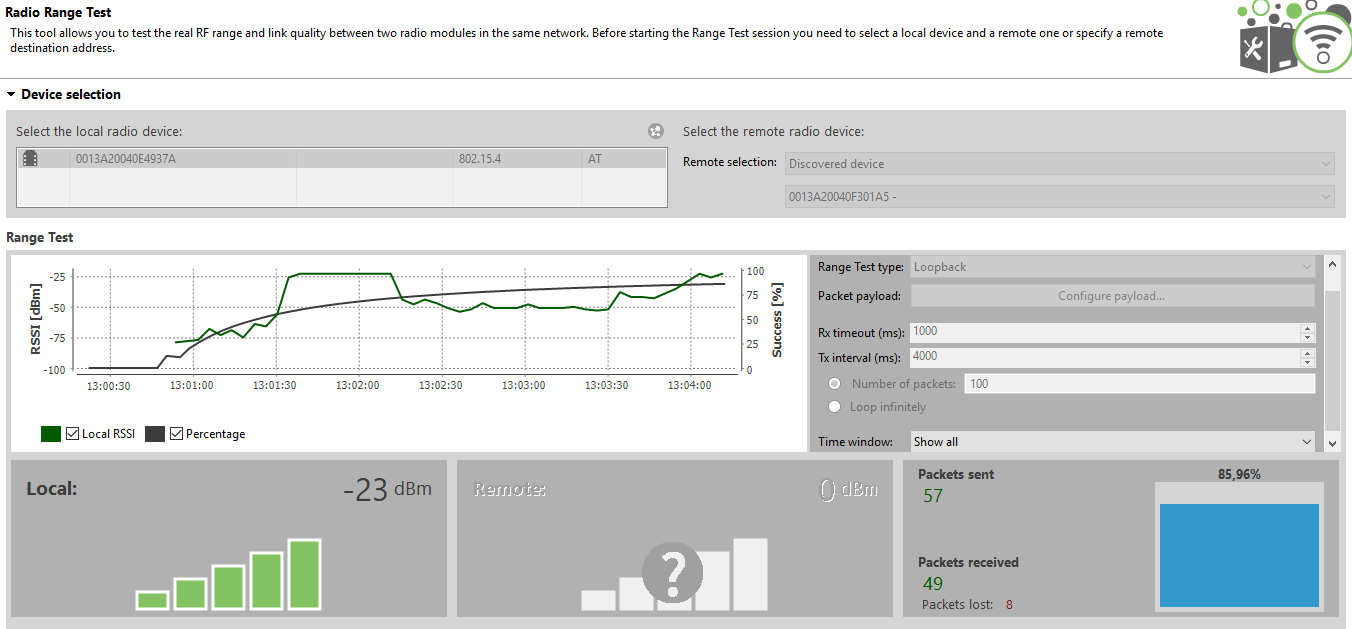 Radio Range Test
This tool allows you to test the real RF range and link quality between two radio modules in the same network. Before starting the Range Test session you need to select a local device and a remote one or specify a remote
destination address.
Device selection
Select the local radio device:
0013A20040E4937A 802.15.4 AT
Select the remote radio device:
Remote selection: Discovered device
0013A20040F301A5 -
Range Test
RSSI [dBm]
-25
-50
-75
-100
100
75
50
25
0
Success [%]
13:00:30 13:01:00 13:01:30 13:02:00 13:02:30 13:03:00 13:03:30 13:04:00
Local RSSI Percentage
Range Test type: Loopback
Packet payload: Configure payload...
Rx timeout (ms): 1000
Tx interval (ms): 4000
Number of packets: 100
Loop infinitely
Time window: Show all
Local: -23 dBm
Remote: 0 dBm
?
Packets sent
57
Packets received
49
Packets lost: 8
85,96%